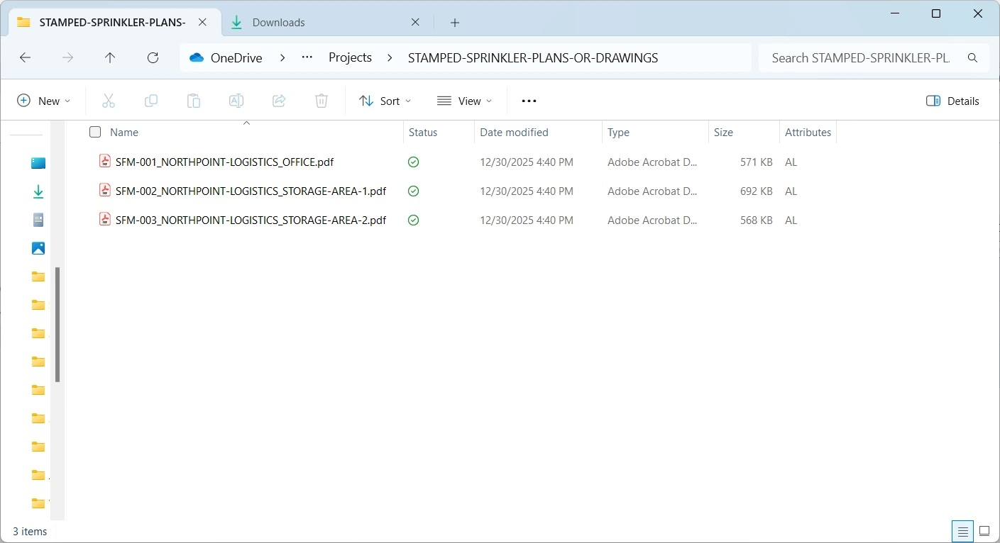 STAMPED-SPRINKLER-PLANS- Downloads
OneDrive Projects STAMPED-SPRINKLER-PLANS-OR-DRAWINGS Search STAMPED-SPRINKLER-PL.
New Sort View Details
Name Status Date modified Type Size Attributes
SFM-001_NORTHPOINT-LOGISTICS_OFFICE.pdf 12/30/2025 4:40 PM Adobe Acrobat D... 571 KB AL
SFM-002_NORTHPOINT-LOGISTICS_STORAGE-AREA-1.pdf 12/30/2025 4:40 PM Adobe Acrobat D... 692 KB AL
SFM-003_NORTHPOINT-LOGISTICS_STORAGE-AREA-2.pdf 12/30/2025 4:40 PM Adobe Acrobat D... 568 KB AL
3 items